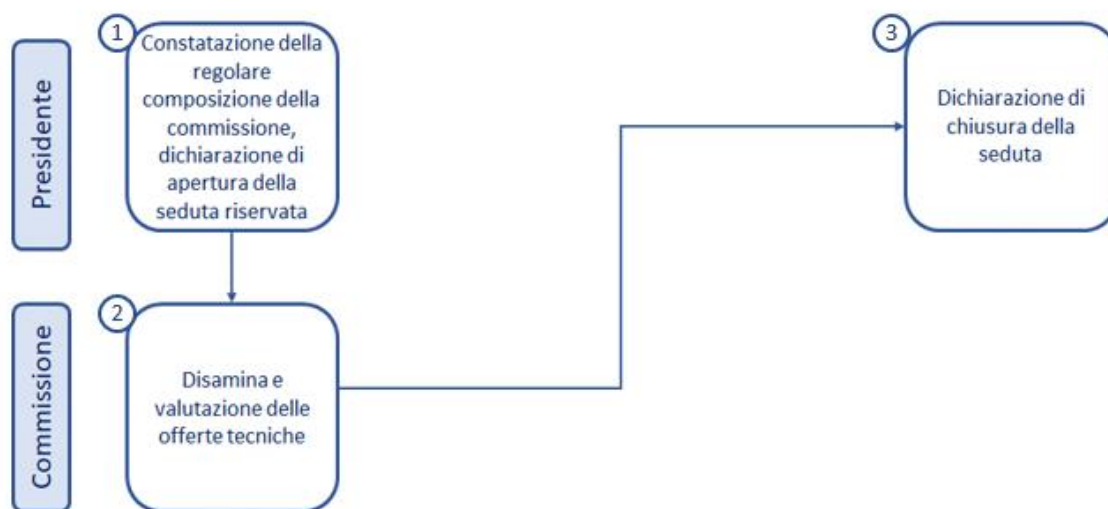 Presidente
1
Constatazione della
regolare
composizione della
commissione,
dichiarazione di
apertura della
seduta riservata
3
Dichiarazione di
chiusura della
seduta
Commissione
2
Disamina e
valutazione delle
offerte tecniche